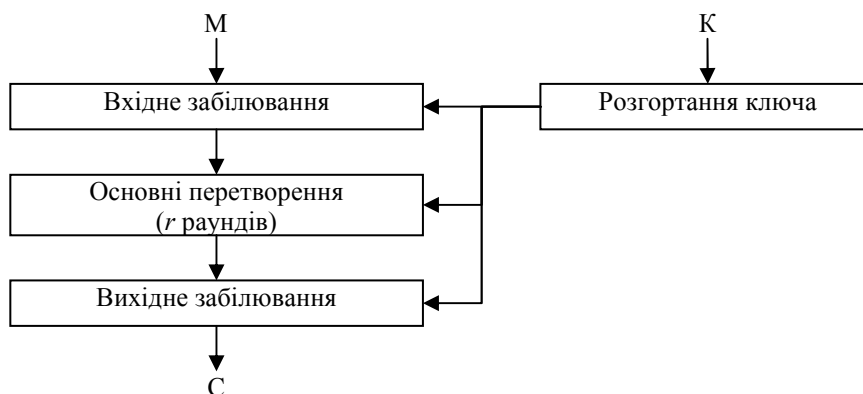 М
К
Вхідне забілювання
Розгортання ключа
Основні перетворення
(r раундів)
Вихідне забілювання
С